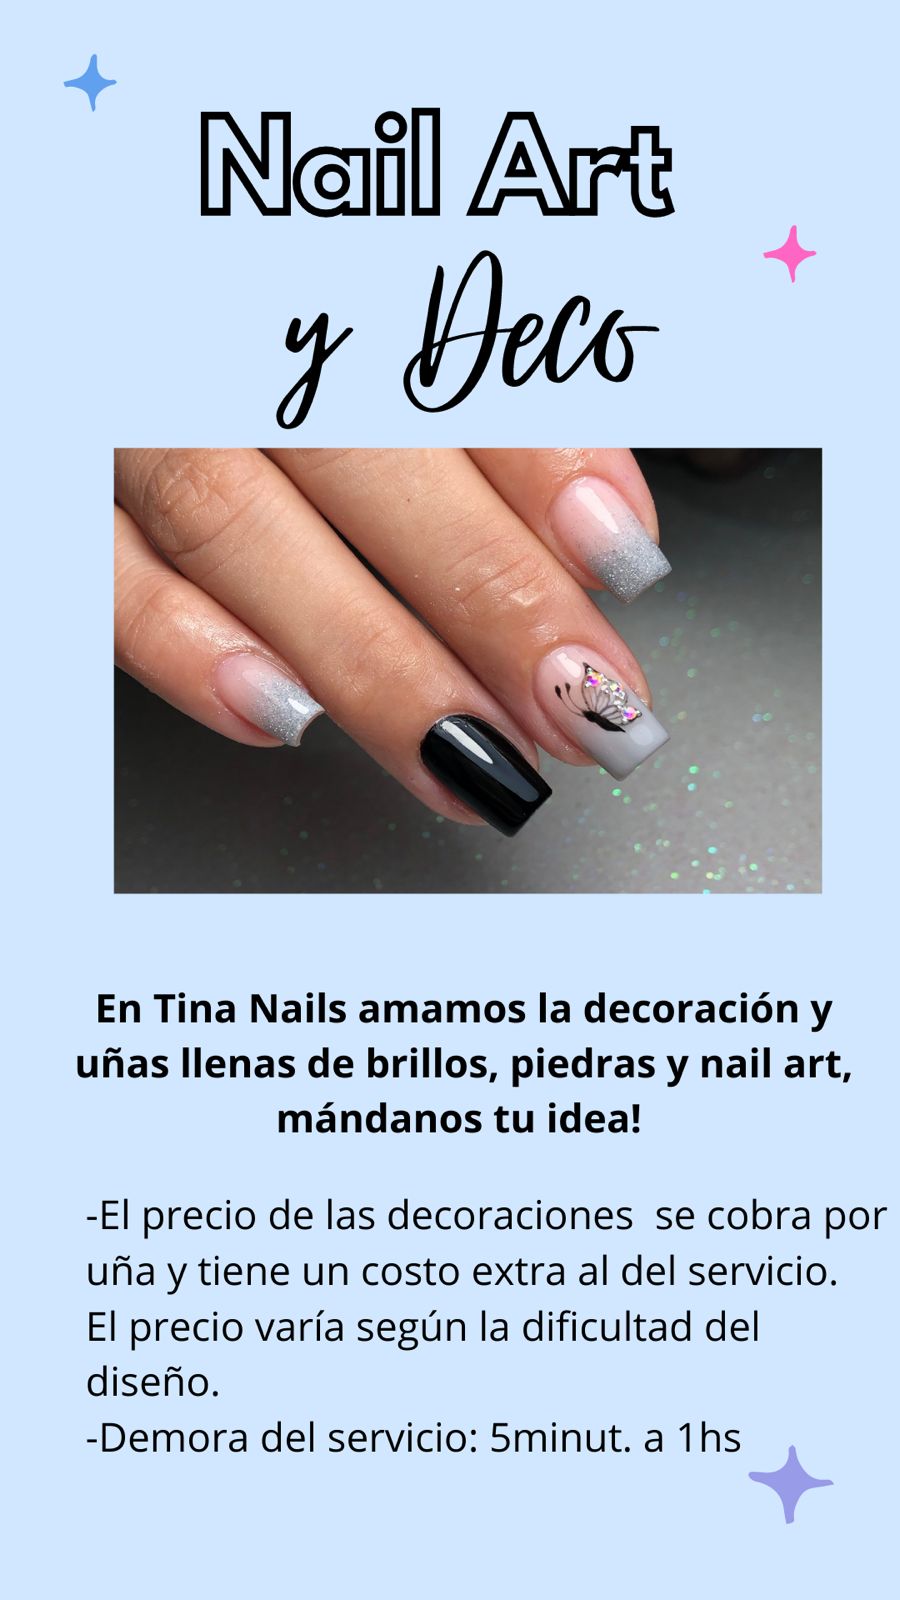 Nail Art
y Deco
En Tina Nails amamos la decoración y
uñas llenas de brillos, piedras y nail art,
mándanos tu idea!
-El precio de las decoraciones  se cobra por
uña y tiene un costo extra al del servicio.
El precio varía según la dificultad del
diseño.
-Demora del servicio: 5minut. a 1hs